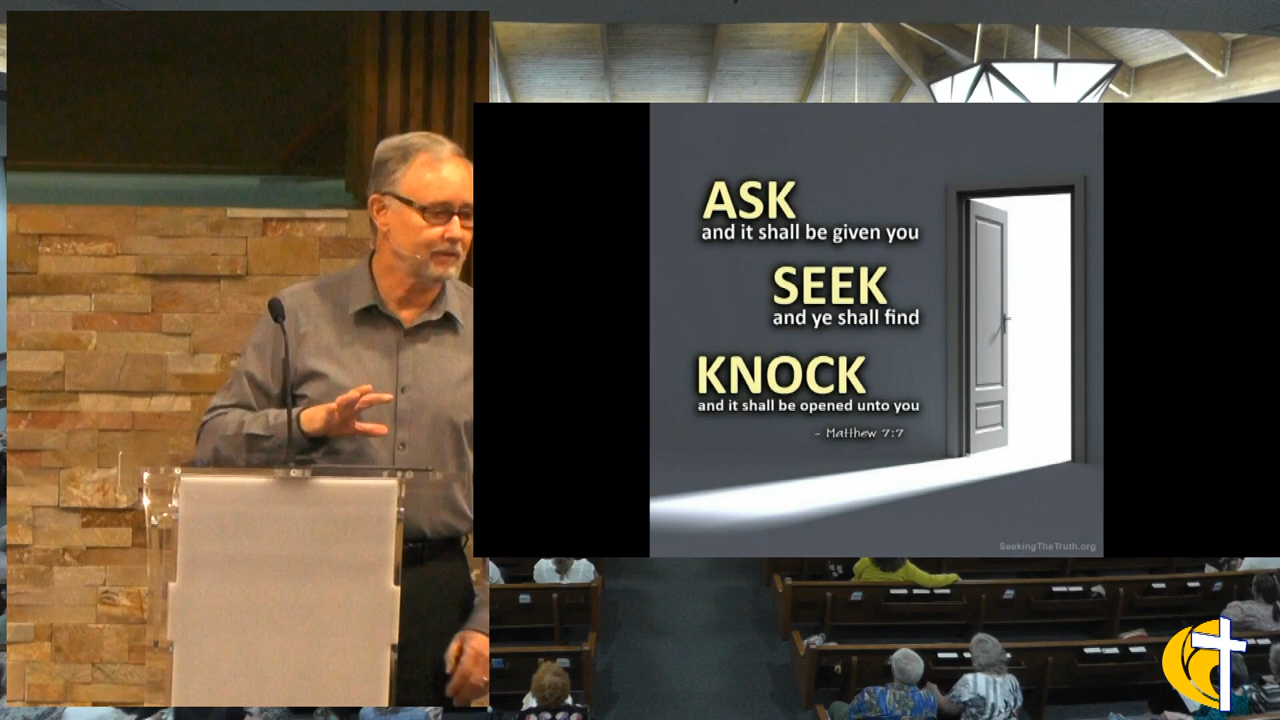 ASK
and it shall be given you
SEEK
and ye shall find
KNOCK
and it shall be opened unto you
- Matthew 7:7
SeekingTheTruth.org